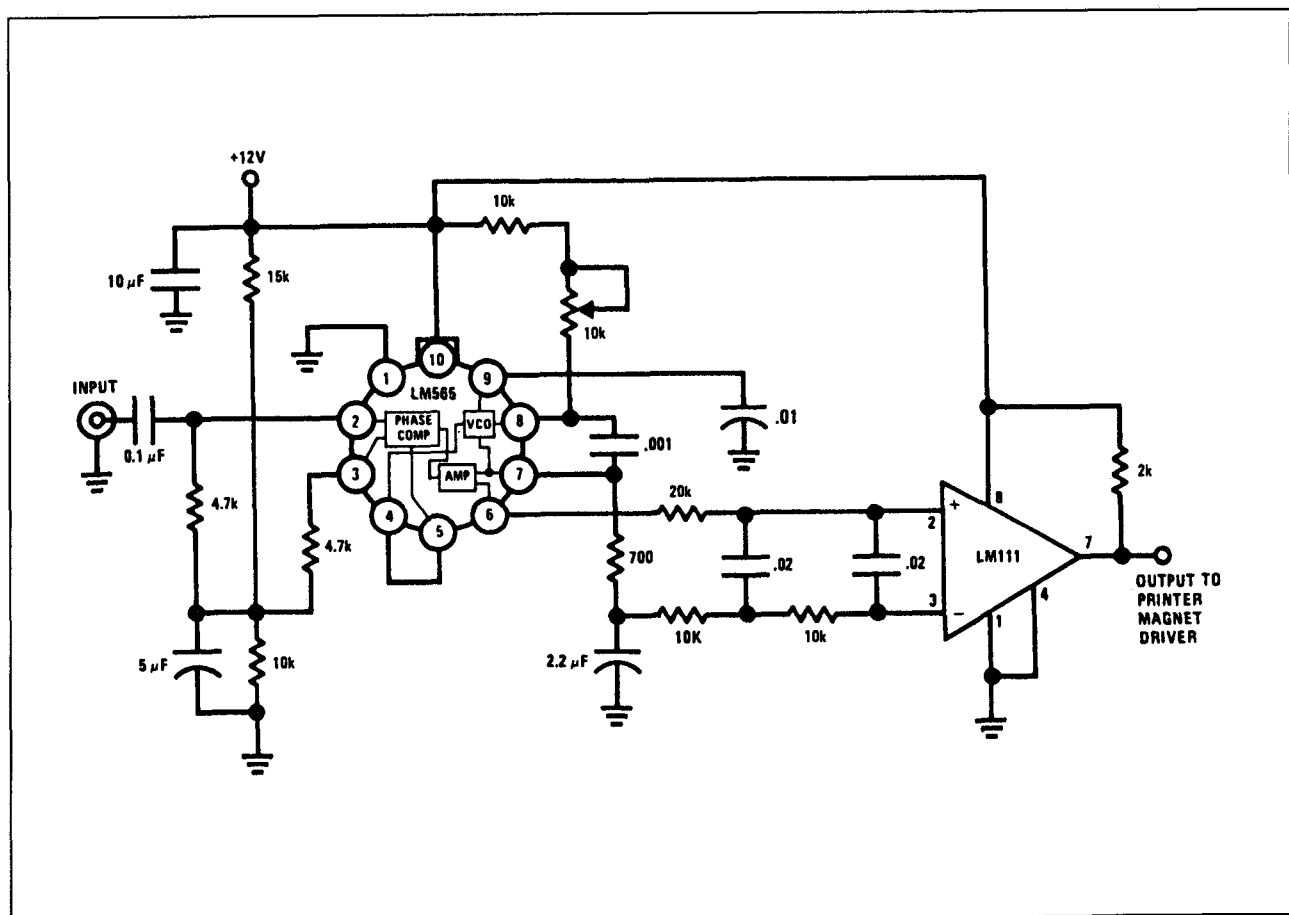 +12V
10k
10 µF
15k
10k
10
1
9
LM565
INPUT
2
PHASE
COMP
VCO
8
.01
0.1 µF
.001
3
AMP
7
2k
4.7k
4
5
6
20k
2
+
8
4.7k
700
.02
.02
LM111
7
3
−
4
1
OUTPUT TO
PRINTER
MAGNET
DRIVER
10K
10k
5 µF
10k
2.2 µF